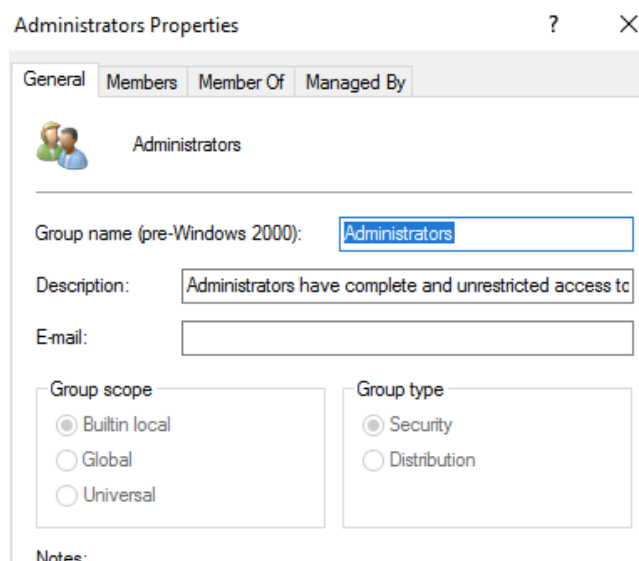 Administrators Properties ? ×
General Members Member Of Managed By
Administrators
Group name (pre-Windows 2000): Administrators
Description: Administrators have complete and unrestricted access to
E-mail:
Group scope Group type
Builtin local Security
Global Distribution
Universal
Notes: